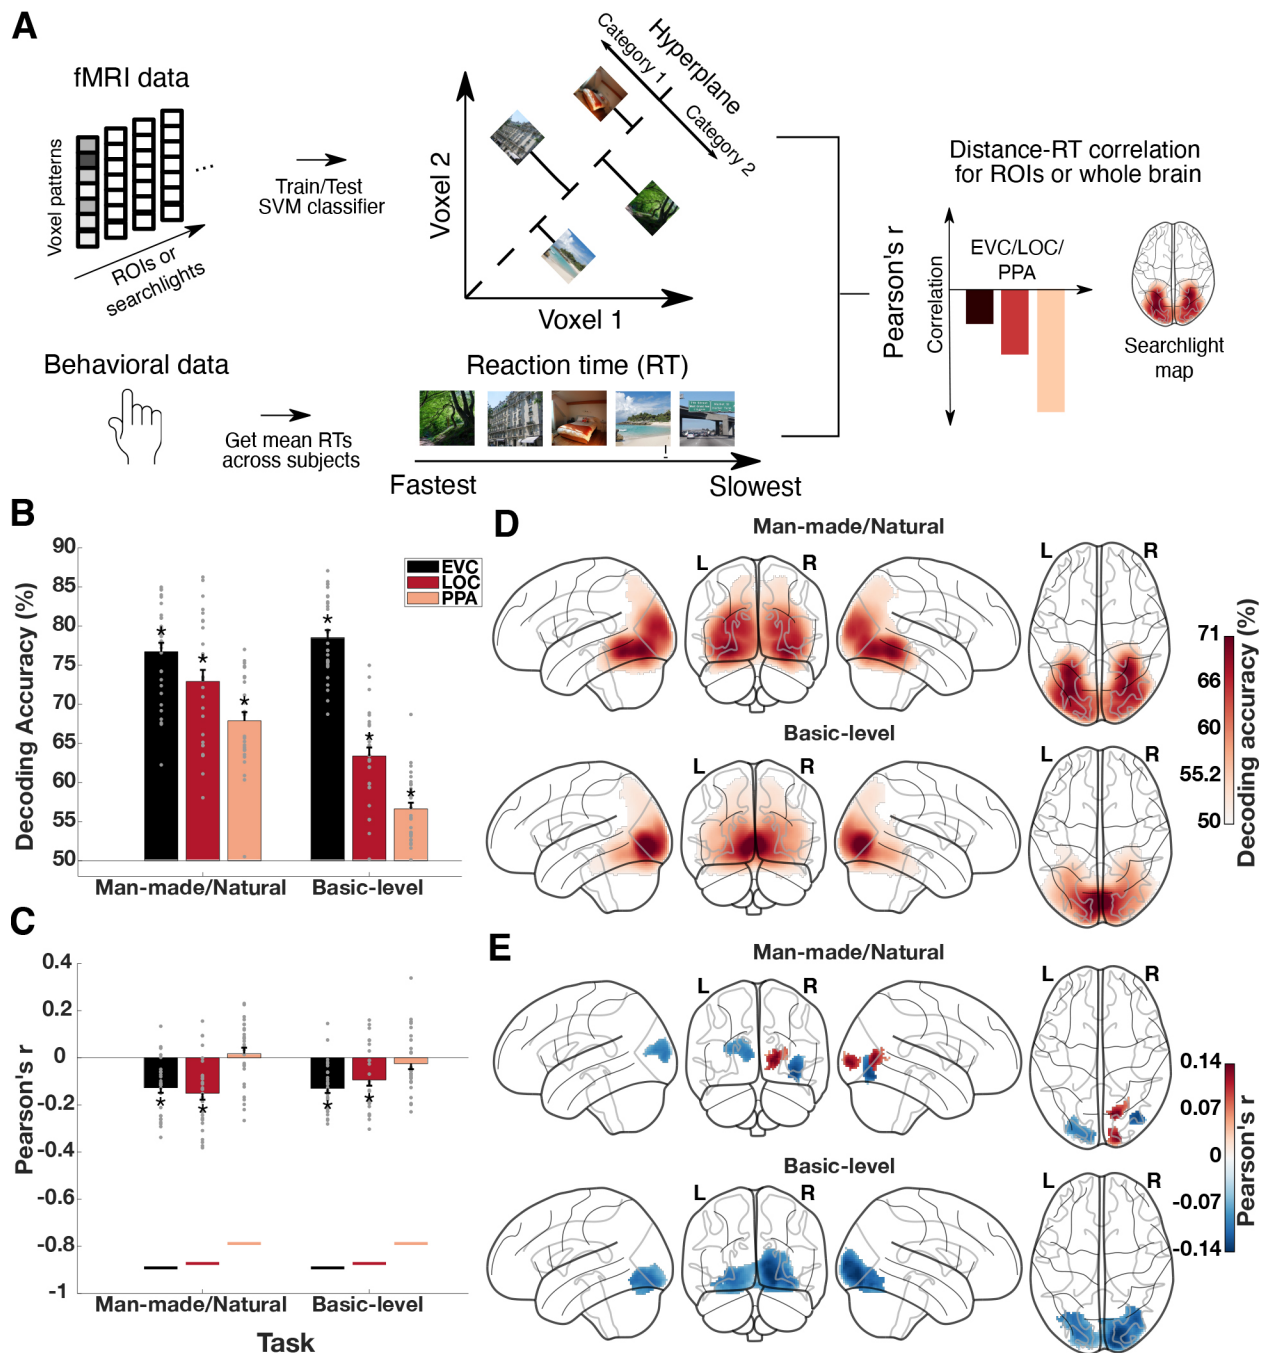 A
fMRI data
Voxel patterns
ROIs or
searchlights
...
Train/Test
SVM classifier
Voxel 2
Voxel 1
Category 1
Hyperplane
Category 2
Behavioral data
Get mean RTs
across subjects
Reaction time (RT)
Fastest
Slowest
Distance-RT correlation
for ROIs or whole brain
Pearson's r
Correlation
EVC/LOC/
PPA
Searchlight
map
B
Decoding Accuracy (%)
90
85
80
75
70
65
60
55
50
EVC
LOC
PPA
* * * * * *
Man-made/Natural
Basic-level
C
Pearson's r
0.4
0.2
0
-0.2
-0.4
-0.6
-0.8
-1
* * * *
Man-made/Natural
Basic-level
Task
D
Man-made/Natural
L R L R
Basic-level
L R L R
71
66
60
55.2
50
Decoding accuracy (%)
E
Man-made/Natural
L R L R
Basic-level
L R L R
0.14
0.07
0
-0.07
-0.14
Pearson's r